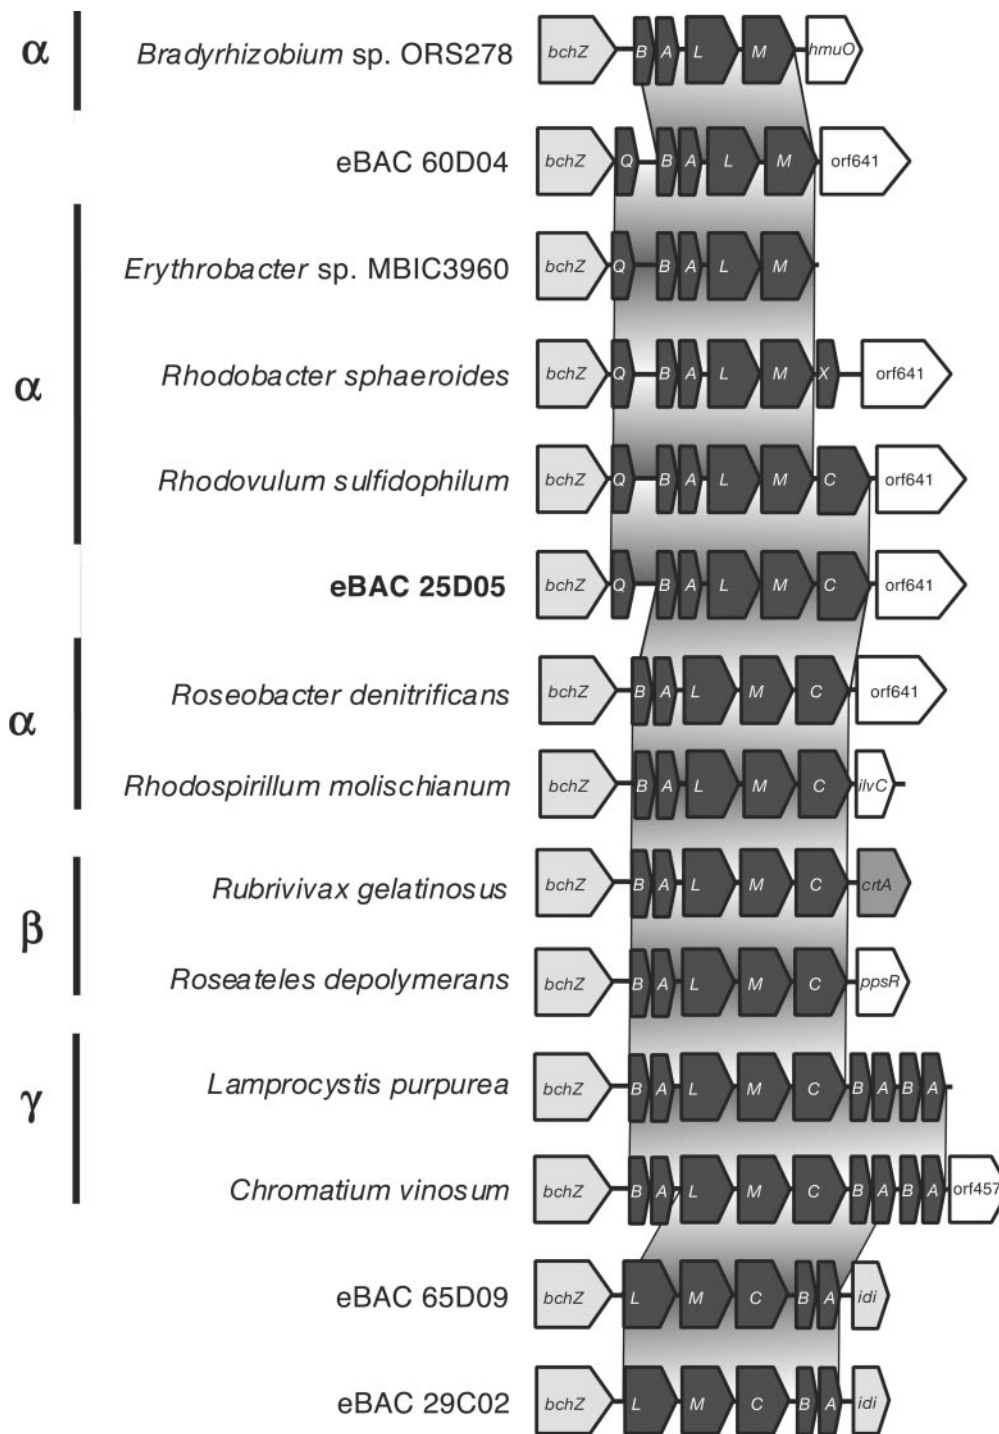 α
Bradyrhizobium sp. ORS278 bchZ B A L M hmuO
eBAC 60D04 bchZ Q B A L M orf641
α
Erythrobacter sp. MBIC3960 bchZ Q B A L M
Rhodobacter sphaeroides bchZ Q B A L M X orf641
Rhodovulum sulfidophilum bchZ Q B A L M C orf641
eBAC 25D05 bchZ Q B A L M C orf641
α
Roseobacter denitrificans bchZ B A L M C orf641
Rhodospirillum molischianum bchZ B A L M C ilvC
β
Rubrivivax gelatinosus bchZ B A L M C crtA
Roseateles depolymerans bchZ B A L M C ppsR
γ
Lamprocystis purpurea bchZ B A L M C B A B A
Chromatium vinosum bchZ B A L M C B A B A orf457
eBAC 65D09 bchZ L M C B A idi
eBAC 29C02 bchZ L M C B A idi